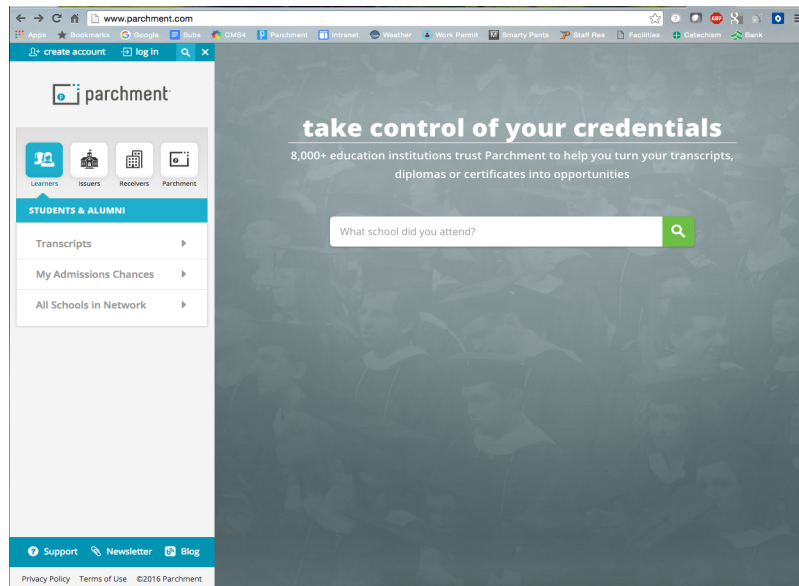 www.parchment.com
Apps Bookmarks Google Subs CMS4 Parchment Intranet Weather Work Permit Smarty Pants Staff Res Facilities Catechism Bank
create account log in
parchment
Learners Issuers Receivers Parchment
STUDENTS & ALUMNI
Transcripts
My Admissions Chances
All Schools in Network
take control of your credentials
8,000+ education institutions trust Parchment to help you turn your transcripts,
diplomas or certificates into opportunities
What school did you attend?
Support Newsletter Blog
Privacy Policy Terms of Use ©2016 Parchment